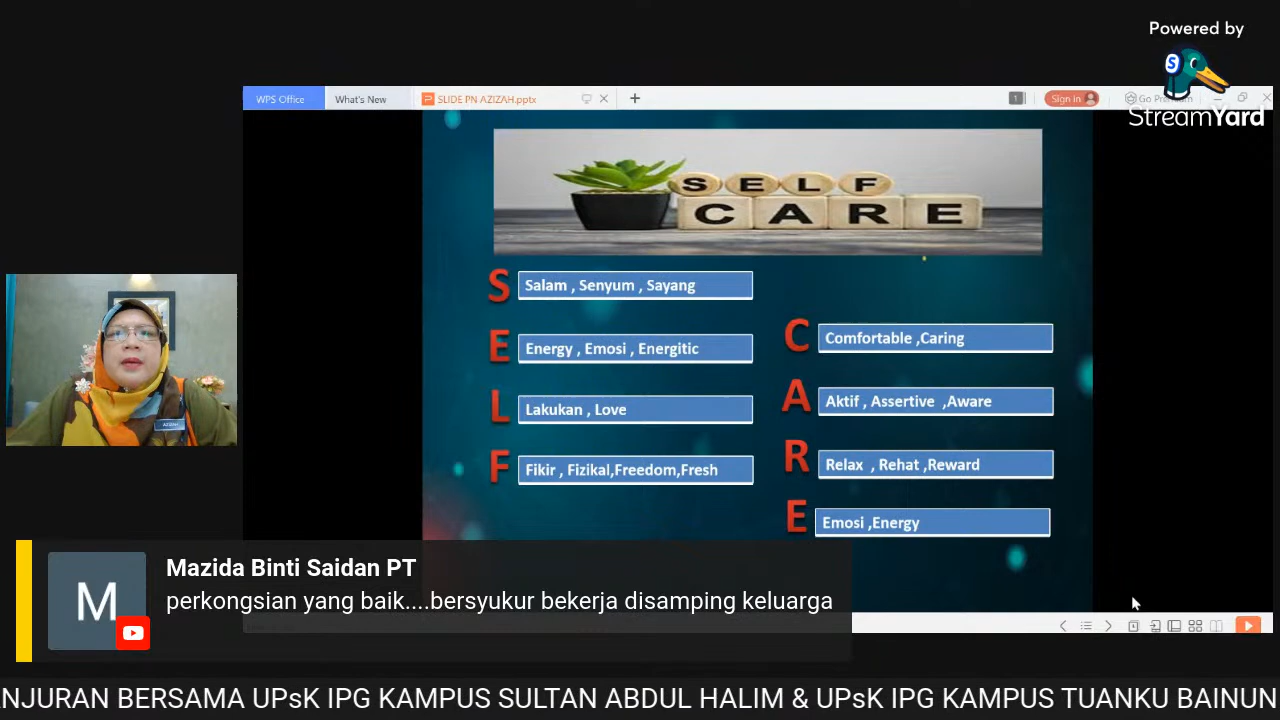 Powered by
S
StreamYard
WPS Office
What's New
SLIDE PN AZIZAH.pptx
1
Sign in
Go Premium
SELF
CARE
S
Salam , Senyum , Sayang
E
Energy , Emosi , Energitic
L
Lakukan , Love
F
Fikir , Fizikal,Freedom,Fresh
C
Comfortable ,Caring
A
Aktif , Assertive ,Aware
R
Relax , Rehat ,Reward
E
Emosi ,Energy
M
Mazida Binti Saidan PT
perkongsian yang baik....bersyukur bekerja disamping keluarga
NJURAN BERSAMA UPsK IPG KAMPUS SULTAN ABDUL HALIM & UPsK IPG KAMPUS TUANKU BAINUN